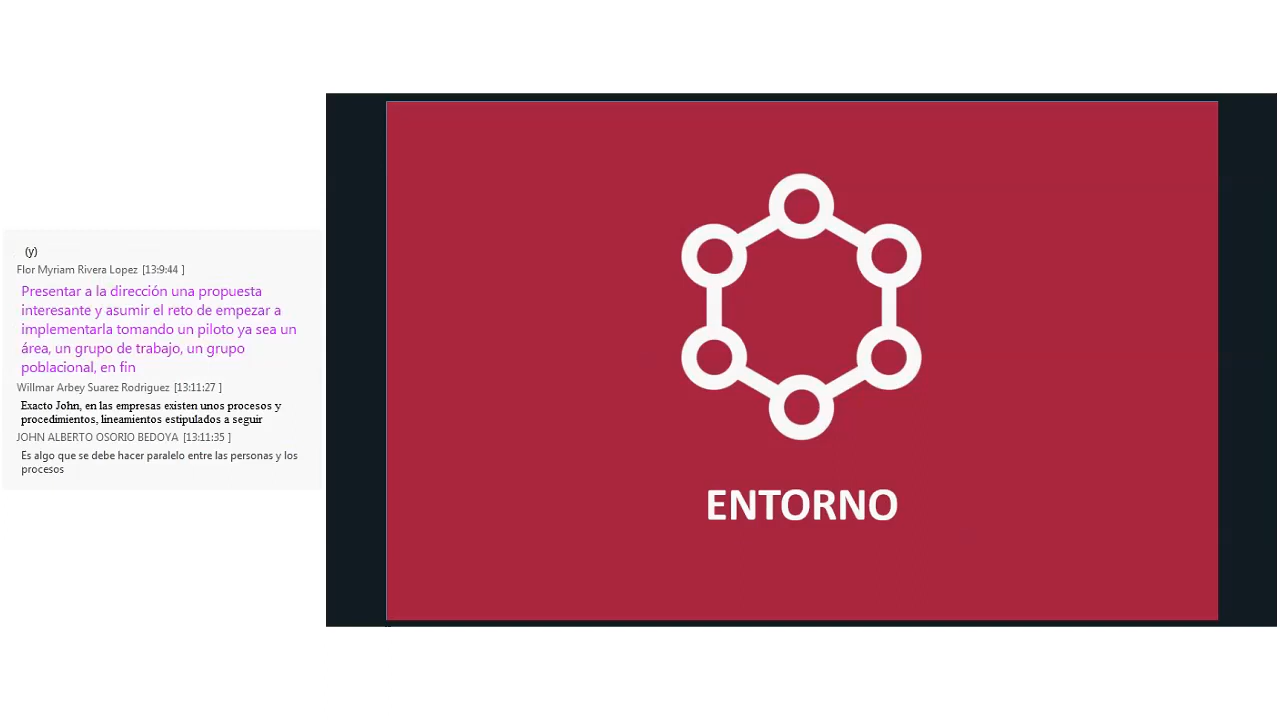 (y)
Flor Myriam Rivera Lopez [13:9:44 ]
Presentar a la dirección una propuesta
interesante y asumir el reto de empezar a
implementarla tomando un piloto ya sea un
área, un grupo de trabajo, un grupo
poblacional, en fin
Willmar Arbey Suarez Rodriguez [13:11:27 ]
Exacto John, en las empresas existen unos procesos y
procedimientos, lineamientos estipulados a seguir
JOHN ALBERTO OSORIO BEDOYA [13:11:35 ]
Es algo que se debe hacer paralelo entre las personas y los
procesos
ENTORNO